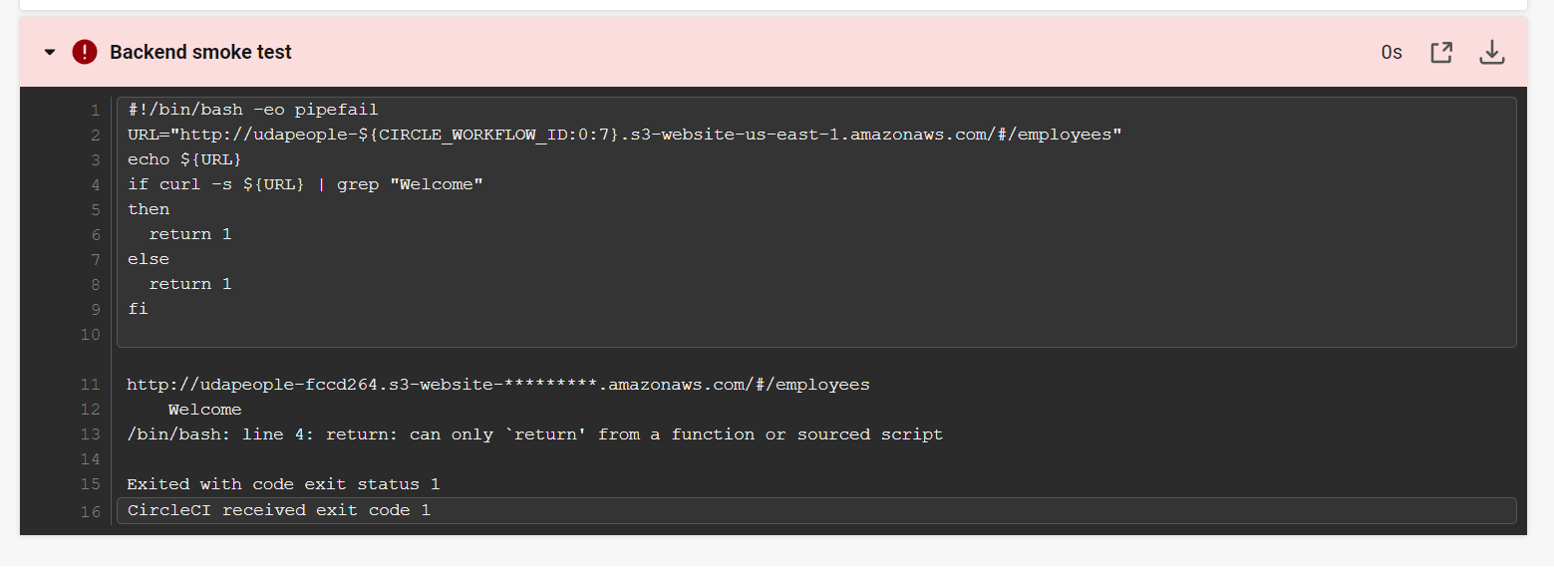 Backend smoke test
0s
1 #!/bin/bash -eo pipefail
2 URL="http://udapeople-${CIRCLE_WORKFLOW_ID:0:7}.s3-website-us-east-1.amazonaws.com/#/employees"
3 echo ${URL}
4 if curl -s ${URL} | grep "Welcome"
5 then
6   return 1
7 else
8   return 1
9 fi
10
11 http://udapeople-fccd264.s3-website-*********.amazonaws.com/#/employees
12     Welcome
13 /bin/bash: line 4: return: can only `return' from a function or sourced script
14
15 Exited with code exit status 1
16 CircleCI received exit code 1